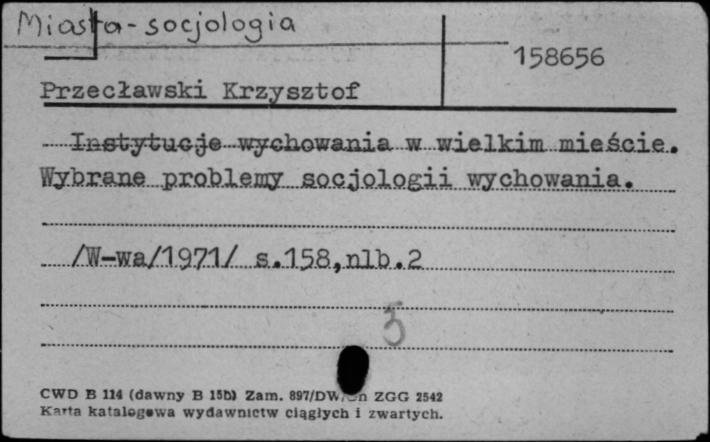 Miasta - socjologia
158656
Przecławski Krzysztof
Instytucje wychowania w wielkim mieście.
Wybrane problemy socjologii wychowania.
/W-wa/1971/ s.158,nlb.2
5
CWD B 114 (dawny B 15b) Zam. 897/DW/ ZGG 2542
Karta katalogowa wydawnictw ciągłych i zwartych.